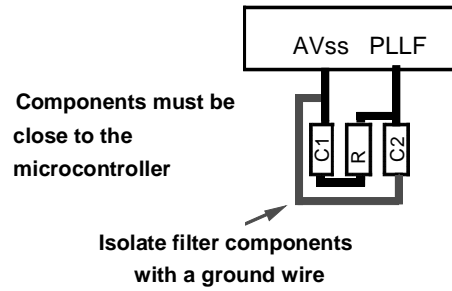 AVss PLLF
Components must be
close to the
microcontroller
C1
R
C2
Isolate filter components
with a ground wire